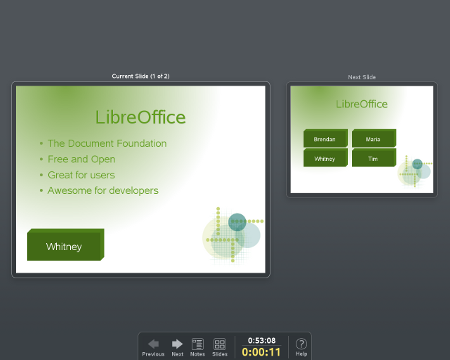 Current Slide (1 of 2)
LibreOffice
• The Document Foundation
• Free and Open
• Great for users
• Awesome for developers
Whitney
Next Slide
LibreOffice
Brendan
Maria
Whitney
Tim
Previous
Next
Notes
Slides
0:53:08
0:00:11
Help